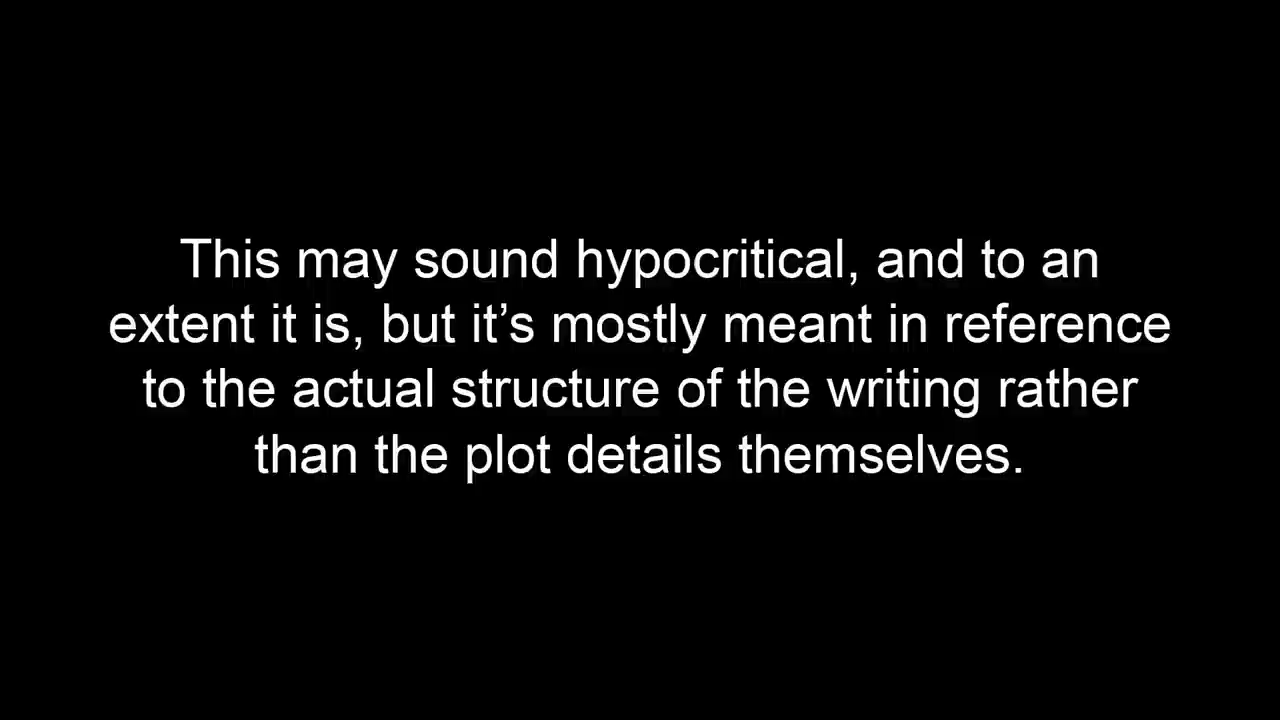 This may sound hypocritical, and to an
extent it is, but it’s mostly meant in reference
to the actual structure of the writing rather
than the plot details themselves.